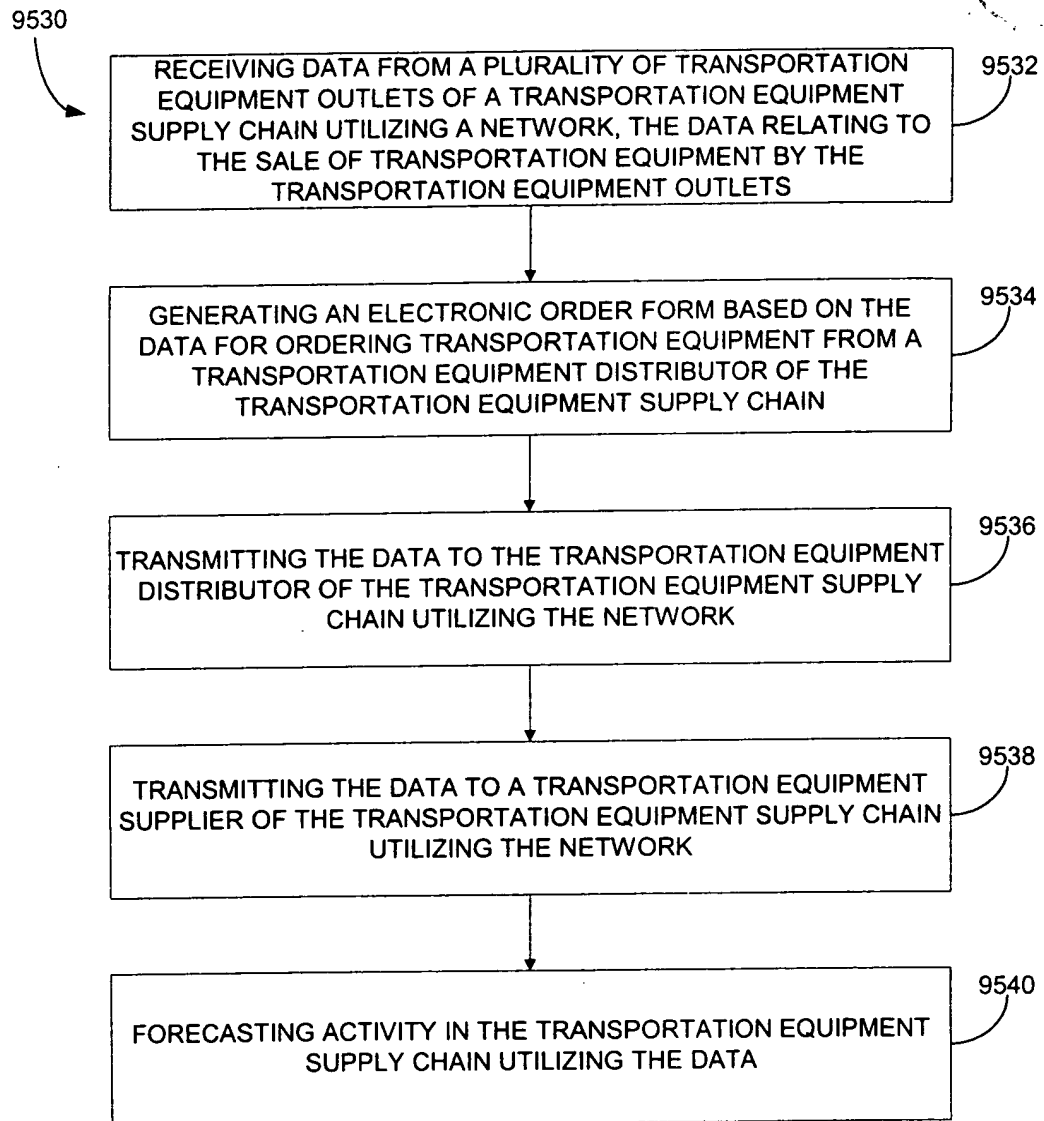 9530
RECEIVING DATA FROM A PLURALITY OF TRANSPORTATION
EQUIPMENT OUTLETS OF A TRANSPORTATION EQUIPMENT
SUPPLY CHAIN UTILIZING A NETWORK, THE DATA RELATING TO
THE SALE OF TRANSPORTATION EQUIPMENT BY THE
TRANSPORTATION EQUIPMENT OUTLETS
9532
GENERATING AN ELECTRONIC ORDER FORM BASED ON THE
DATA FOR ORDERING TRANSPORTATION EQUIPMENT FROM A
TRANSPORTATION EQUIPMENT DISTRIBUTOR OF THE
TRANSPORTATION EQUIPMENT SUPPLY CHAIN
9534
TRANSMITTING THE DATA TO THE TRANSPORTATION EQUIPMENT
DISTRIBUTOR OF THE TRANSPORTATION EQUIPMENT SUPPLY
CHAIN UTILIZING THE NETWORK
9536
TRANSMITTING THE DATA TO A TRANSPORTATION EQUIPMENT
SUPPLIER OF THE TRANSPORTATION EQUIPMENT SUPPLY CHAIN
UTILIZING THE NETWORK
9538
FORECASTING ACTIVITY IN THE TRANSPORTATION EQUIPMENT
SUPPLY CHAIN UTILIZING THE DATA
9540